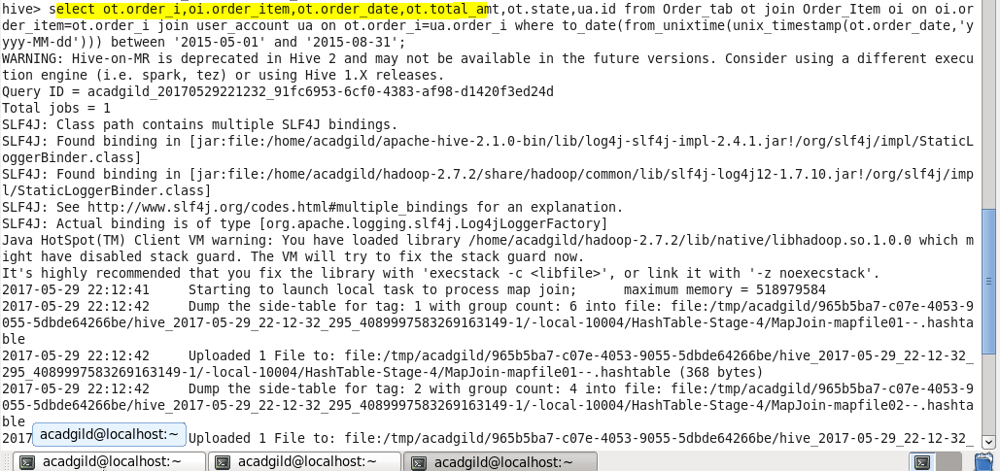 hive> select ot.order_i,oi.order_item,ot.order_date,ot.total_amt,ot.state,ua.id from Order_tab ot join Order_Item oi on oi.or
der_item=ot.order_i join user_account ua on ot.order_i=ua.order_i where to_date(from_unixtime(unix_timestamp(ot.order_date,'y
yyy-MM-dd'))) between '2015-05-01' and '2015-08-31';
WARNING: Hive-on-MR is deprecated in Hive 2 and may not be available in the future versions. Consider using a different execu
tion engine (i.e. spark, tez) or using Hive 1.X releases.
Query ID = acadgild_20170529221232_91fc6953-6cf0-4383-af98-d1420f3ed24d
Total jobs = 1
SLF4J: Class path contains multiple SLF4J bindings.
SLF4J: Found binding in [jar:file:/home/acadgild/apache-hive-2.1.0-bin/lib/log4j-slf4j-impl-2.4.1.jar!/org/slf4j/impl/StaticL
oggerBinder.class]
SLF4J: Found binding in [jar:file:/home/acadgild/hadoop-2.7.2/share/hadoop/common/lib/slf4j-log4j12-1.7.10.jar!/org/slf4j/imp
l/StaticLoggerBinder.class]
SLF4J: See http://www.slf4j.org/codes.html#multiple_bindings for an explanation.
SLF4J: Actual binding is of type [org.apache.logging.slf4j.Log4jLoggerFactory]
Java HotSpot(TM) Client VM warning: You have loaded library /home/acadgild/hadoop-2.7.2/lib/native/libhadoop.so.1.0.0 which m
ight have disabled stack guard. The VM will try to fix the stack guard now.
It's highly recommended that you fix the library with 'execstack -c <libfile>', or link it with '-z noexecstack'.
2017-05-29 22:12:41     Starting to launch local task to process map join;      maximum memory = 518979584
2017-05-29 22:12:42     Dump the side-table for tag: 1 with group count: 6 into file: file:/tmp/acadgild/965b5ba7-c07e-4053-9
055-5dbde64266be/hive_2017-05-29_22-12-32_295_4089997583269163149-1/-local-10004/HashTable-Stage-4/MapJoin-mapfile01--.hashta
ble
2017-05-29 22:12:42     Uploaded 1 File to: file:/tmp/acadgild/965b5ba7-c07e-4053-9055-5dbde64266be/hive_2017-05-29_22-12-32_
295_4089997583269163149-1/-local-10004/HashTable-Stage-4/MapJoin-mapfile01--.hashtable (368 bytes)
2017-05-29 22:12:42     Dump the side-table for tag: 2 with group count: 4 into file: file:/tmp/acadgild/965b5ba7-c07e-4053-9
055-5dbde64266be/hive_2017-05-29_22-12-32_295_4089997583269163149-1/-local-10004/HashTable-Stage-4/MapJoin-mapfile02--.hashta
ble
acadgild@localhost:~
2017     Uploaded 1 File to: file:/tmp/acadgild/965b5ba7-c07e-4053-9055-5dbde64266be/hive_2017-05-29_22-12-32_
acadgild@localhost:~ acadgild@localhost:~ acadgild@localhost:~